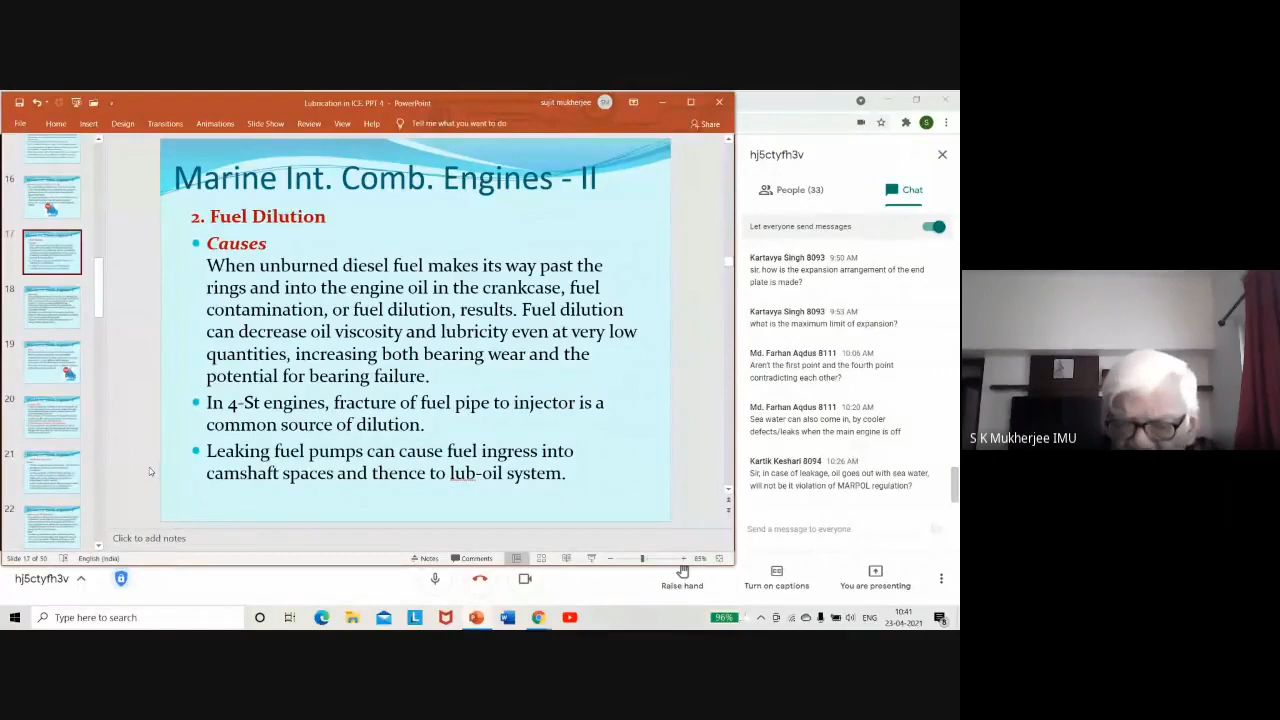 Lubrication in ICE. PPT 4 - PowerPoint
sujit mukherjee
SM
File
Home
Insert
Design
Transitions
Animations
Slide Show
Review
View
Help
Tell me what you want to do
Share
16
17
18
19
20
21
22
Marine Int. Comb. Engines - II
2. Fuel Dilution
Causes
When unburned diesel fuel makes its way past the
rings and into the engine oil in the crankcase, fuel
contamination, or fuel dilution, results. Fuel dilution
can decrease oil viscosity and lubricity even at very low
quantities, increasing both bearing wear and the
potential for bearing failure.
In 4-St engines, fracture of fuel pipe to injector is a
common source of dilution.
Leaking fuel pumps can cause fuel ingress into
camshaft spaces and thence to lub-oil system.
Click to add notes
Slide 17 of 50
English (India)
Notes
Comments
85%
S
hj5ctyfh3v
People (33)
Chat
Let everyone send messages
Kartavya Singh 8093 9:50 AM
sir, how is the expansion arrangement of the end
plate is made?
Kartavya Singh 8093 9:53 AM
what is the maximum limit of expansion?
Md. Farhan Aqdus 8111 10:06 AM
Aren't the first point and the fourth point
contradicting each other?
Md. Farhan Aqdus 8111 10:20 AM
Sea water can also come in, by cooler
defects/leaks when the main engine is off
Kartik Keshari 8094 10:26 AM
Sir, in case of leakage, oil goes out with sea water,
will not be it violation of MARPOL regulation?
Send a message to everyone
hj5ctyfh3v
Raise hand
Turn on captions
You are presenting
Type here to search
96%
ENG
10:41
23-04-2021
S K Mukherjee IMU